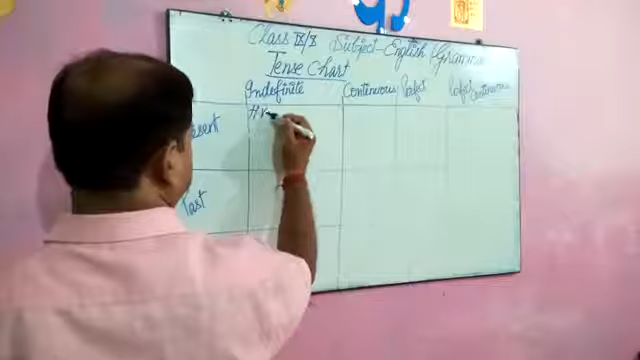 Class IX/X Subject-English Grammar
Tense Chart
Indefinite Continuous Perfect Perfect Continuous
Present
Past